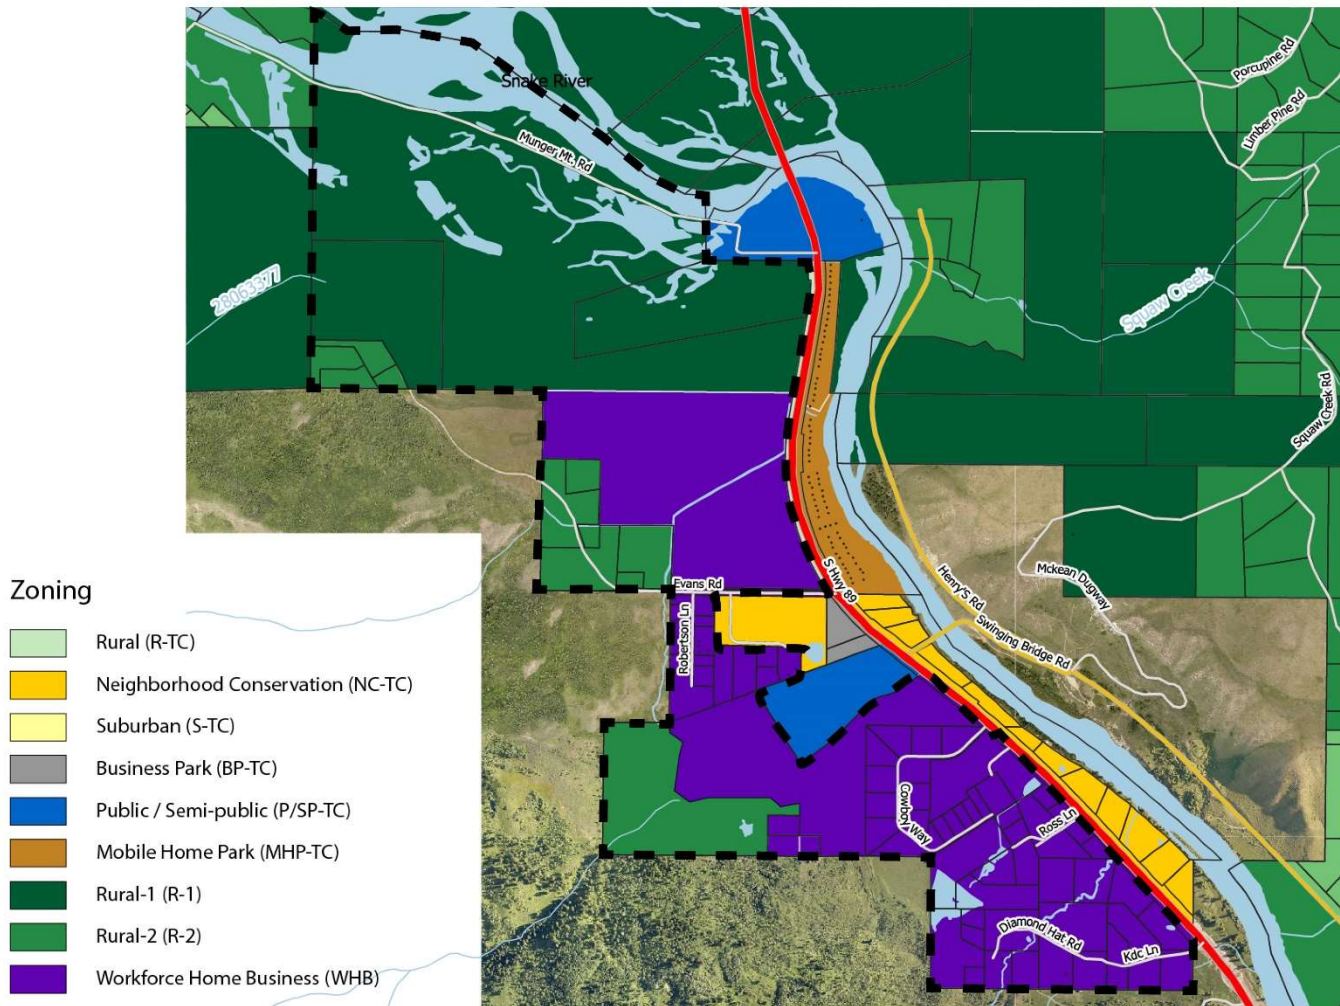 Snake River
Munger Mt. Rd
Porcupine Rd
Limber Pine Rd
28063377
Squaw Creek
Squaw Creek Rd
Mckean Dugway
Henry'S Rd
S Hwy 89
Evans Rd
Robertson Ln
Swinging Bridge Rd
Cowboy Way
Ross Ln
Diamond Hat Rd
Kdc Ln
Zoning
Rural (R-TC)
Neighborhood Conservation (NC-TC)
Suburban (S-TC)
Business Park (BP-TC)
Public / Semi-public (P/SP-TC)
Mobile Home Park (MHP-TC)
Rural-1 (R-1)
Rural-2 (R-2)
Workforce Home Business (WHB)